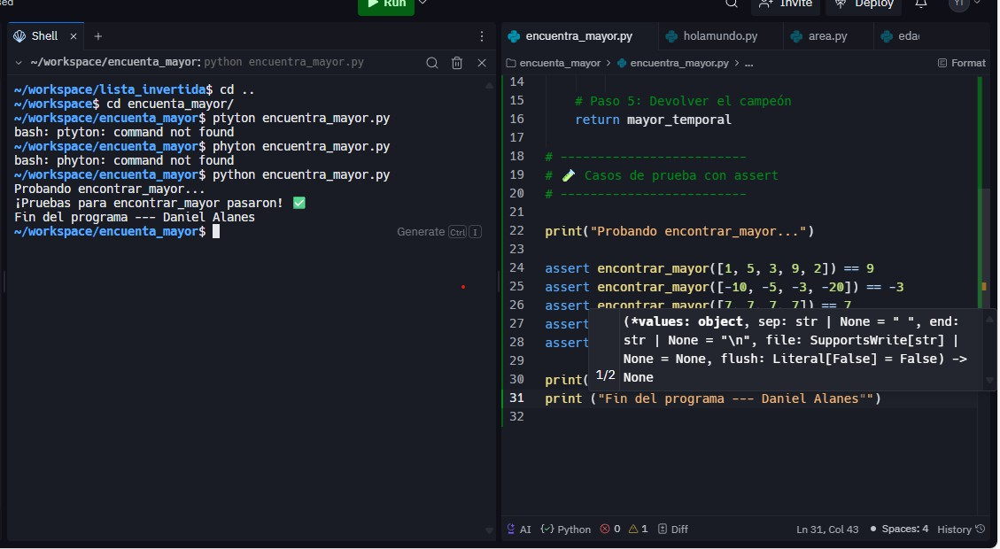 Run
Invite
Deploy
YT
Shell
~/workspace/encuenta_mayor: python encuentra_mayor.py
~/workspace/lista_invertida$ cd ..
~/workspace$ cd encuenta_mayor/
~/workspace/encuenta_mayor$ ptyton encuentra_mayor.py
bash: ptyton: command not found
~/workspace/encuenta_mayor$ phyton encuentra_mayor.py
bash: phyton: command not found
~/workspace/encuenta_mayor$ python encuentra_mayor.py
Probando encontrar_mayor...
¡Pruebas para encontrar_mayor pasaron! ✅
Fin del programa --- Daniel Alanes
~/workspace/encuenta_mayor$
Generate Ctrl I
encuentra_mayor.py
holamundo.py
area.py
encuenta_mayor > encuentra_mayor.py > ...
Format
14
15 # Paso 5: Devolver el campeón
16 return mayor_temporal
17
18 # -------------------------
19 # 🧪 Casos de prueba con assert
20 # -------------------------
21
22 print("Probando encontrar_mayor...")
23
24 assert encontrar_mayor([1, 5, 3, 9, 2]) == 9
25 assert encontrar_mayor([-10, -5, -3, -20]) == -3
26 assert encontrar_mayor([7, 7, 7, 7]) == 7
27 assert
28 assert
29
30 print(
(*values: object, sep: str | None = " ", end:
str | None = "\n", file: SupportsWrite[str] |
None = None, flush: Literal[False] = False) ->
1/2 None
31 print ("Fin del programa --- Daniel Alanes"")
32
AI
Python
0
1
Diff
Ln 31, Col 43
Spaces: 4
History